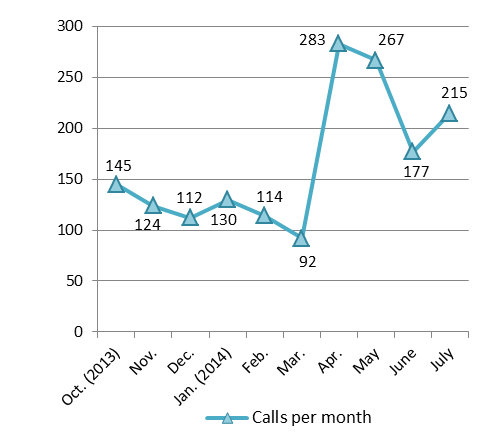 300
250
200
150
100
50
0
145
124
112
130
114
92
283
267
177
215
Oct. (2013)
Nov.
Dec.
Jan. (2014)
Feb.
Mar.
Apr.
May
June
July
Calls per month